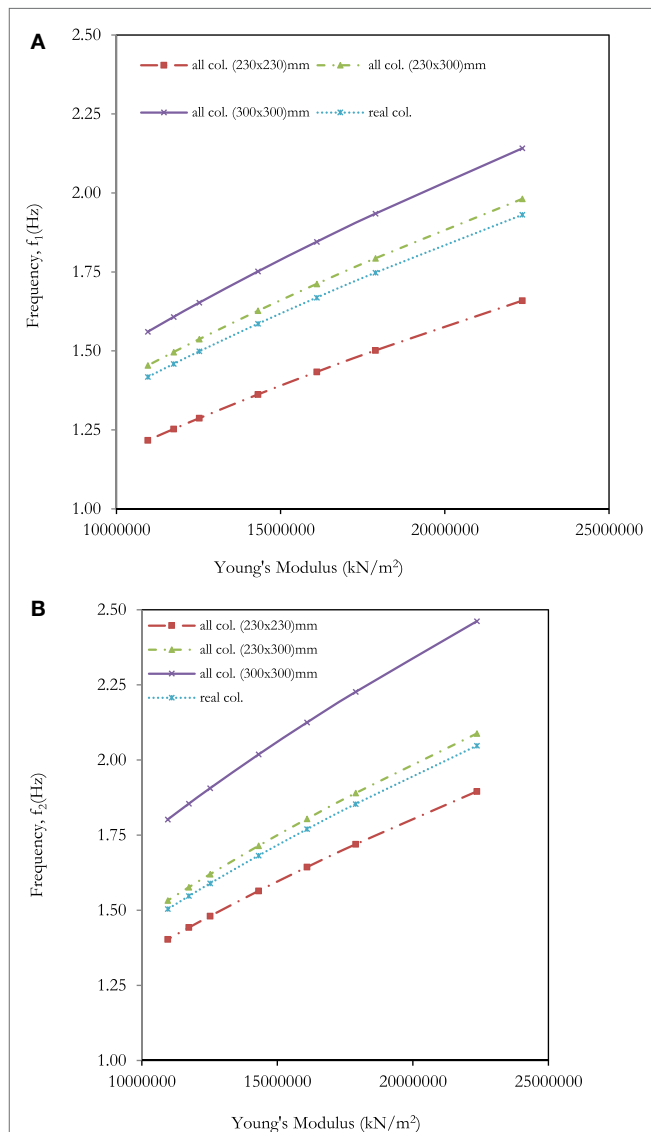 A
2.50
all col. (230x230)mm all col. (230x300)mm
2.25
all col. (300x300)mm real col.
2.00
Frequency, f₁(Hz)
1.75
1.50
1.25
1.00
10000000 15000000 20000000 25000000
Young's Modulus (kN/m²)
B
2.50
all col. (230x230)mm
all col. (230x300)mm
all col. (300x300)mm
2.25
real col.
2.00
Frequency, f₂(Hz)
1.75
1.50
1.25
1.00
10000000 15000000 20000000 25000000
Young's Modulus (kN/m²)